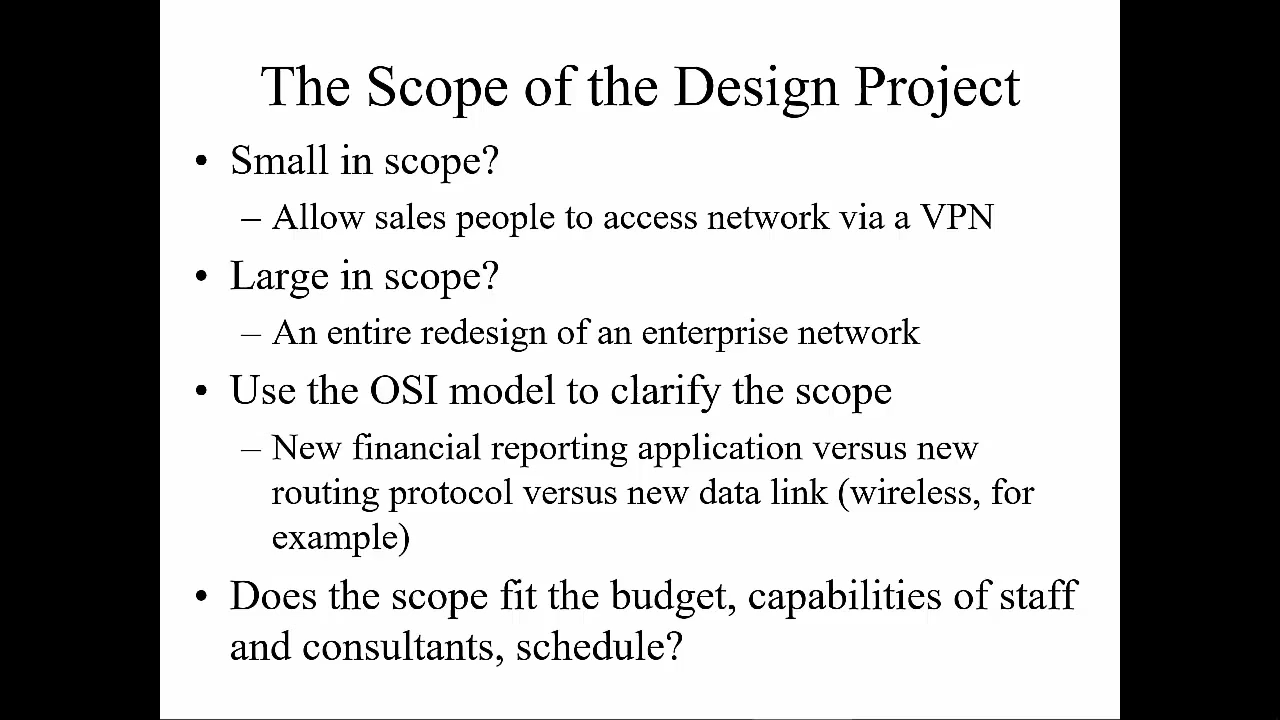 The Scope of the Design Project
• Small in scope?
– Allow sales people to access network via a VPN
• Large in scope?
– An entire redesign of an enterprise network
• Use the OSI model to clarify the scope
– New financial reporting application versus new
routing protocol versus new data link (wireless, for
example)
• Does the scope fit the budget, capabilities of staff
and consultants, schedule?